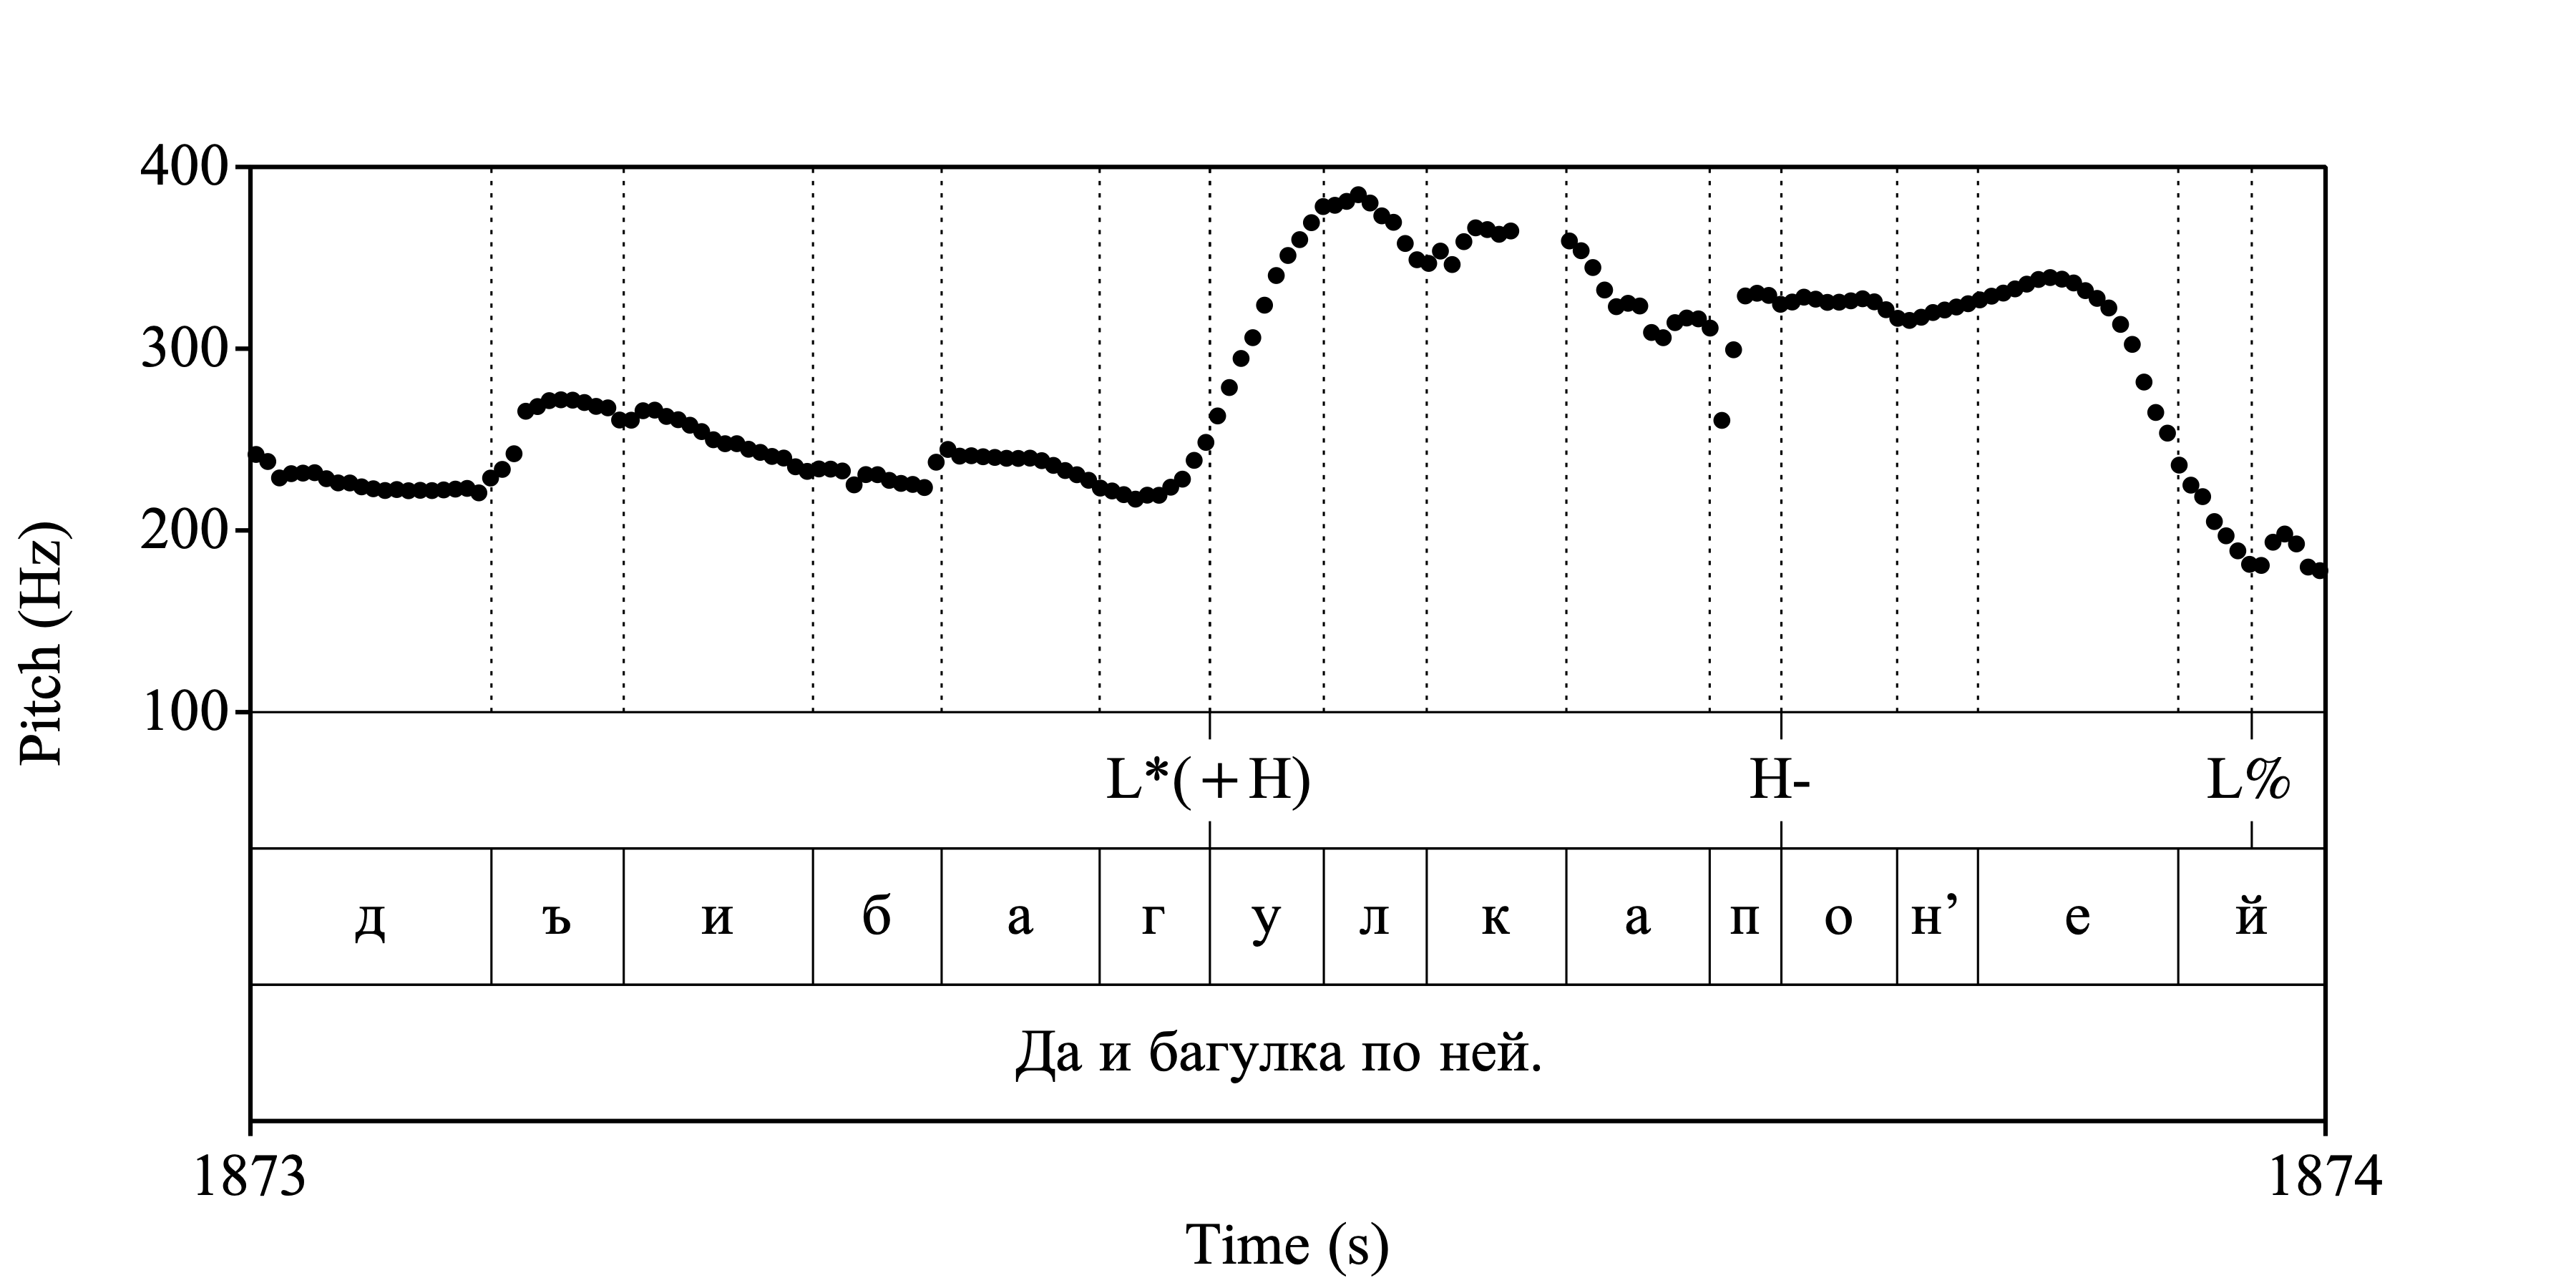 400
300
200
100
Pitch (Hz)
L*(+H) H- L%
д ъ и б а г у л к а п о н’ е й
Да и багулка по ней.
1873 1874
Time (s)